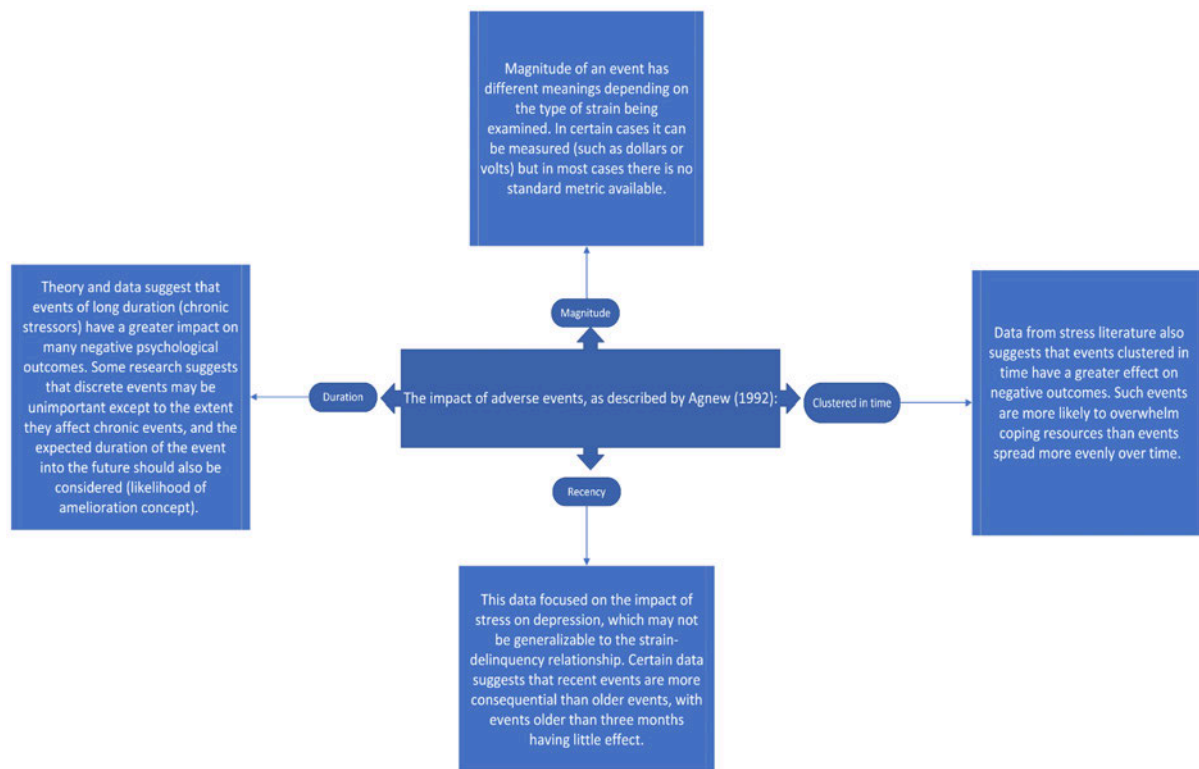 Magnitude of an event has
different meanings depending on
the type of strain being
examined. In certain cases it can
be measured (such as dollars or
volts) but in most cases there is no
standard metric available.
Magnitude
Theory and data suggest that
events of long duration (chronic
stressors) have a greater impact on
many negative psychological
outcomes. Some research suggests
that discrete events may be
unimportant except to the extent
they affect chronic events, and the
expected duration of the event
into the future should also be
considered (likelihood of
amelioration concept).
Duration
The impact of adverse events, as described by Agnew (1992):
Clustered in time
Data from stress literature also
suggests that events clustered in
time have a greater effect on
negative outcomes. Such events
are more likely to overwhelm
coping resources than events
spread more evenly over time.
Recency
This data focused on the impact of
stress on depression, which may not
be generalizable to the strain-
delinquency relationship. Certain data
suggests that recent events are more
consequential than older events, with
events older than three months
having little effect.